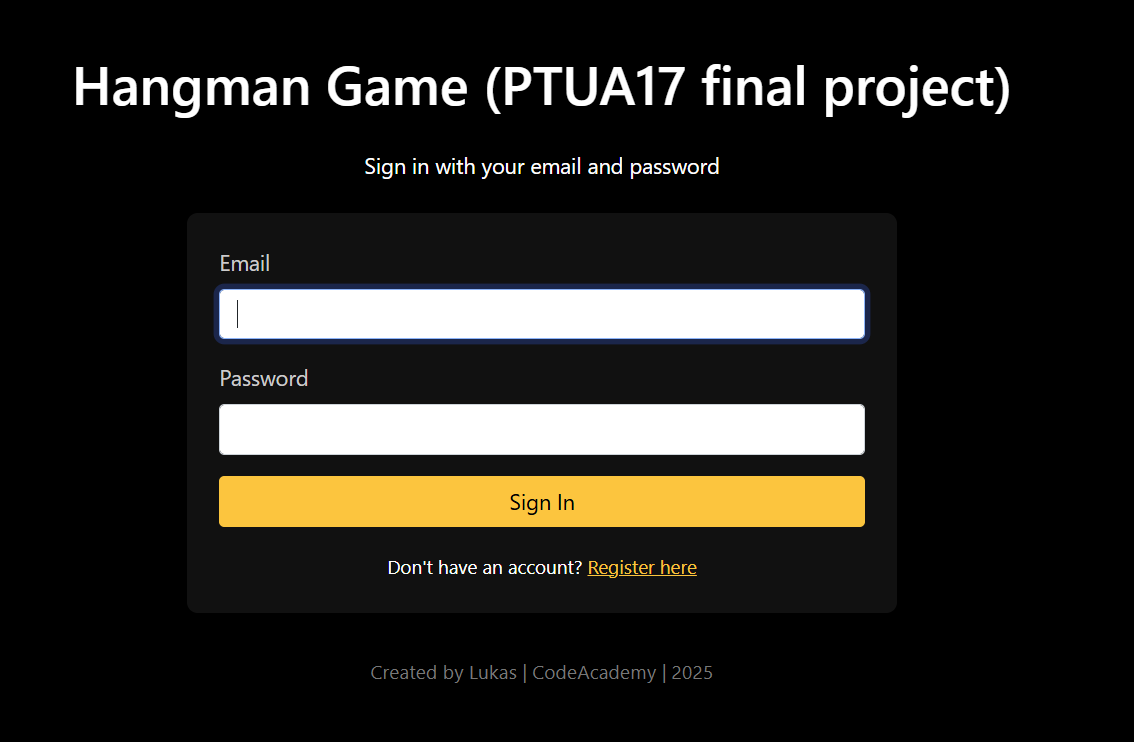 Hangman Game (PTUA17 final project)
Sign in with your email and password
Email
Password
Sign In
Don't have an account? Register here
Created by Lukas | CodeAcademy | 2025